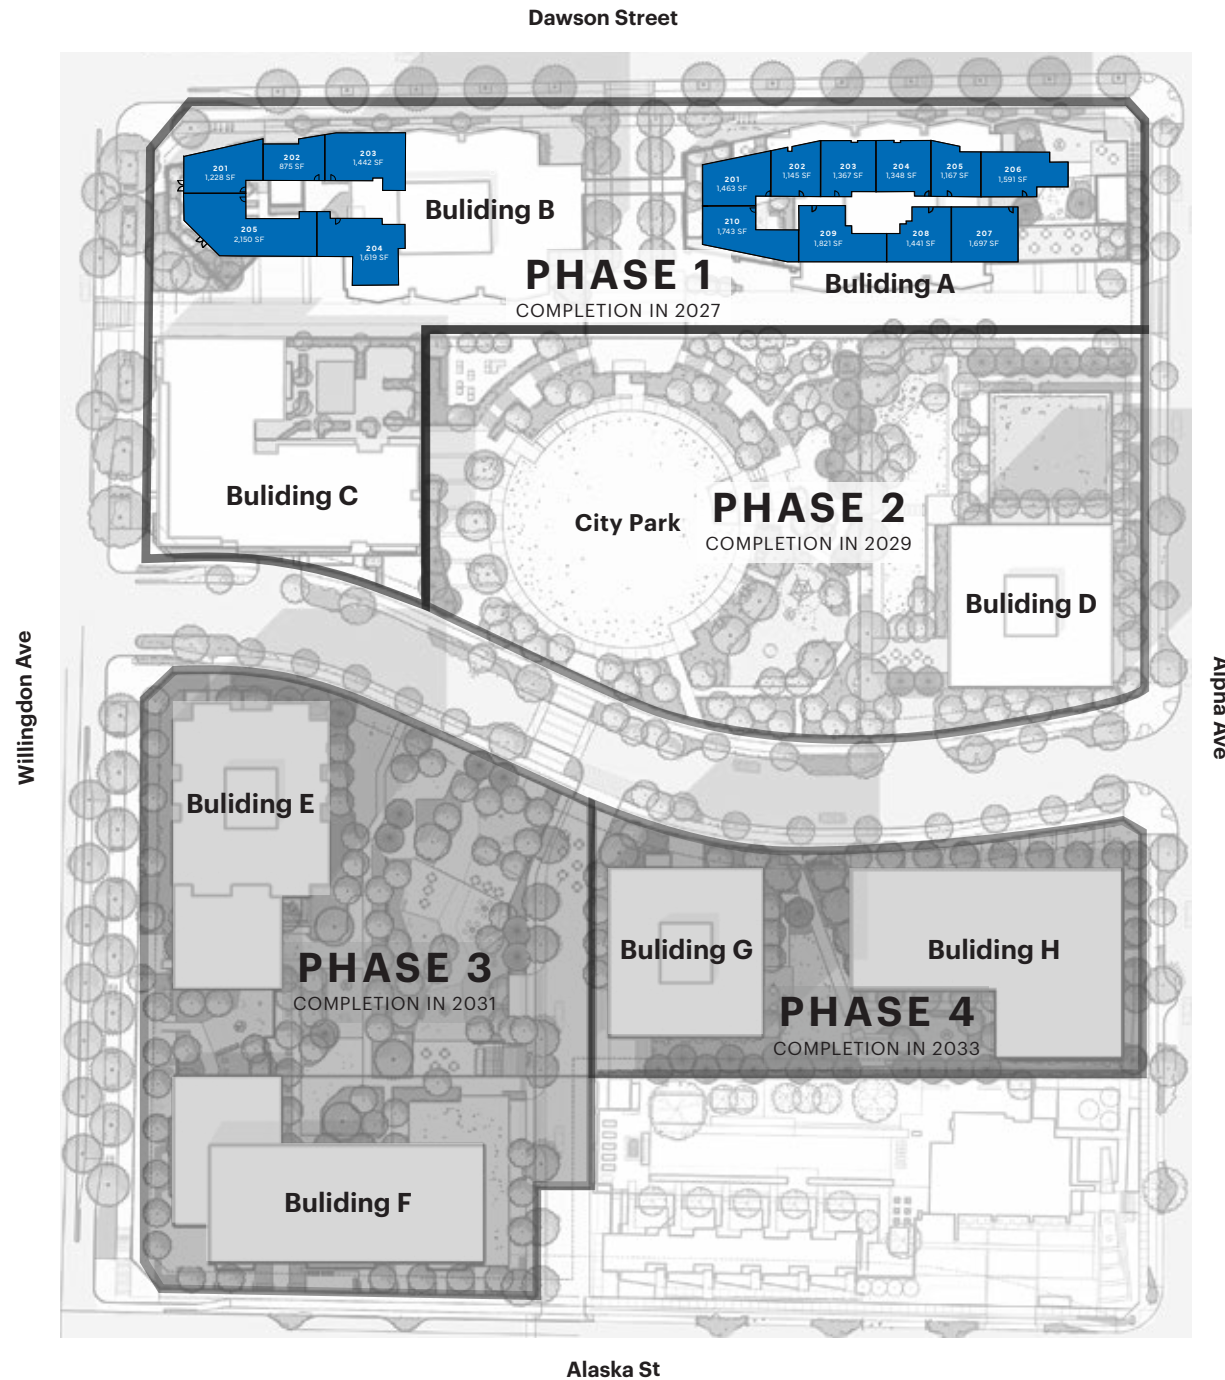 Dawson Street
201
1,228 SF
202
875 SF
203
1,442 SF
205
2,150 SF
204
1,619 SF
Buliding B
201
1,463 SF
202
1,145 SF
203
1,367 SF
204
1,348 SF
205
1,167 SF
206
1,591 SF
210
1,743 SF
209
1,821 SF
208
1,441 SF
207
1,697 SF
Buliding A
PHASE 1
COMPLETION IN 2027
Buliding C
City Park
PHASE 2
COMPLETION IN 2029
Buliding D
Willingdon Ave
Alpha Ave
Buliding E
PHASE 3
COMPLETION IN 2031
Buliding G
Buliding H
PHASE 4
COMPLETION IN 2033
Buliding F
Alaska St